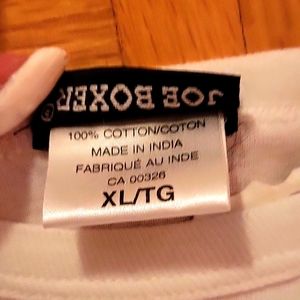 JOE BOXER®
100% COTTON/COTON
MADE IN INDIA
FABRIQUÉ AU INDE
CA 00326
XL/TG